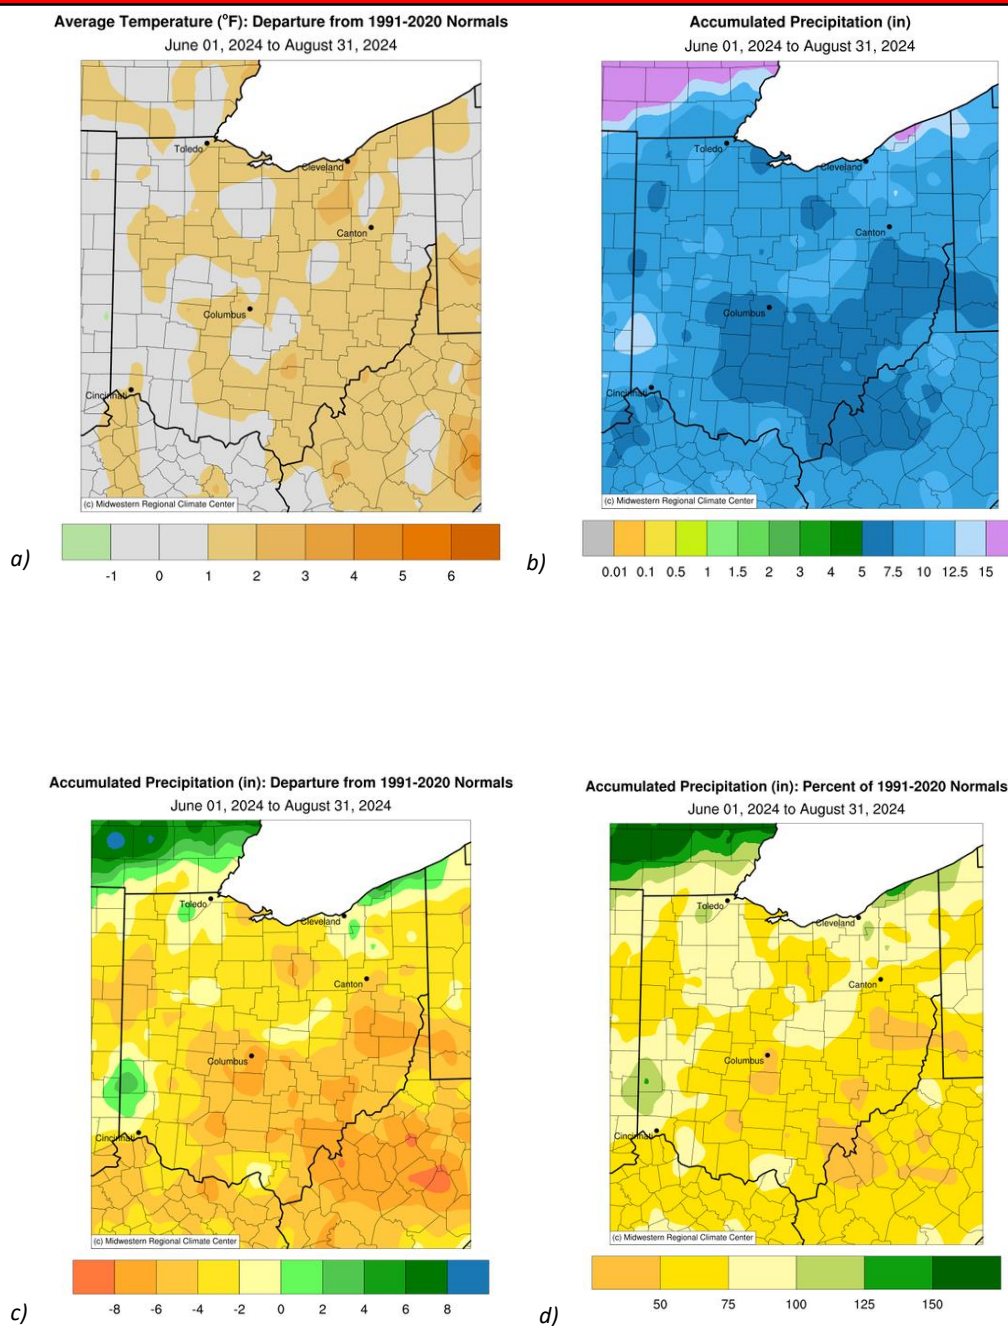 Average Temperature (°F): Departure from 1991-2020 Normals
June 01, 2024 to August 31, 2024
Toledo
Cleveland
Canton
Columbus
Cincinnati
(c) Midwestern Regional Climate Center
-1 0 1 2 3 4 5 6
a)
Accumulated Precipitation (in)
June 01, 2024 to August 31, 2024
Toledo
Cleveland
Canton
Columbus
Cincinnati
(c) Midwestern Regional Climate Center
0.01 0.1 0.5 1 1.5 2 3 4 5 7.5 10 12.5 15
b)
Accumulated Precipitation (in): Departure from 1991-2020 Normals
June 01, 2024 to August 31, 2024
Toledo
Cleveland
Canton
Columbus
Cincinnati
(c) Midwestern Regional Climate Center
-8 -6 -4 -2 0 2 4 6 8
c)
Accumulated Precipitation (in): Percent of 1991-2020 Normals
June 01, 2024 to August 31, 2024
Toledo
Cleveland
Canton
Columbus
Cincinnati
(c) Midwestern Regional Climate Center
50 75 100 125 150
d)